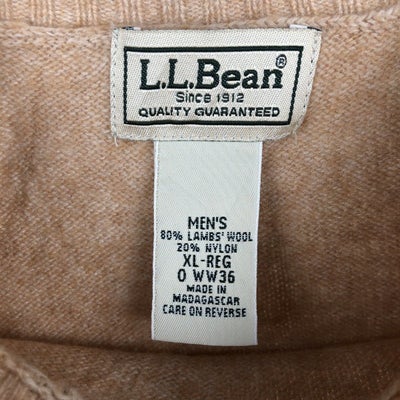 L.L.Bean®
Since 1912
QUALITY GUARANTEED
MEN'S
80% LAMBS' WOOL
20% NYLON
XL-REG
0 WW36
MADE IN
MADAGASCAR
CARE ON REVERSE